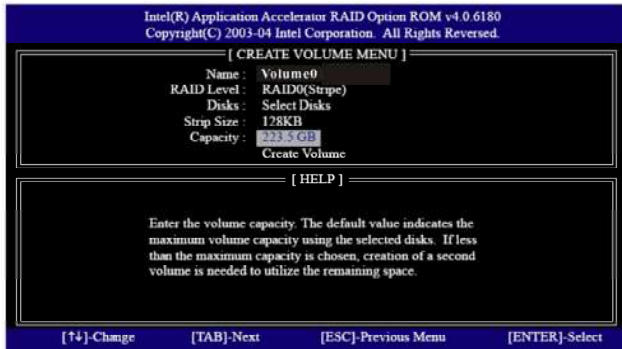 Intel(R) Application Accelerator RAID Option ROM v4.0.6180
Copyright(C) 2003-04 Intel Corporation. All Rights Reversed.
[ CREATE VOLUME MENU ]
Name : Volume0
RAID Level : RAID0(Stripe)
Disks : Select Disks
Strip Size : 128KB
Capacity : 223.5 GB
Create Volume
[ HELP ]
Enter the volume capacity. The default value indicates the
maximum volume capacity using the selected disks. If less
than the maximum capacity is chosen, creation of a second
volume is needed to utilize the remaining space.
[↑↓]-Change [TAB]-Next [ESC]-Previous Menu [ENTER]-Select